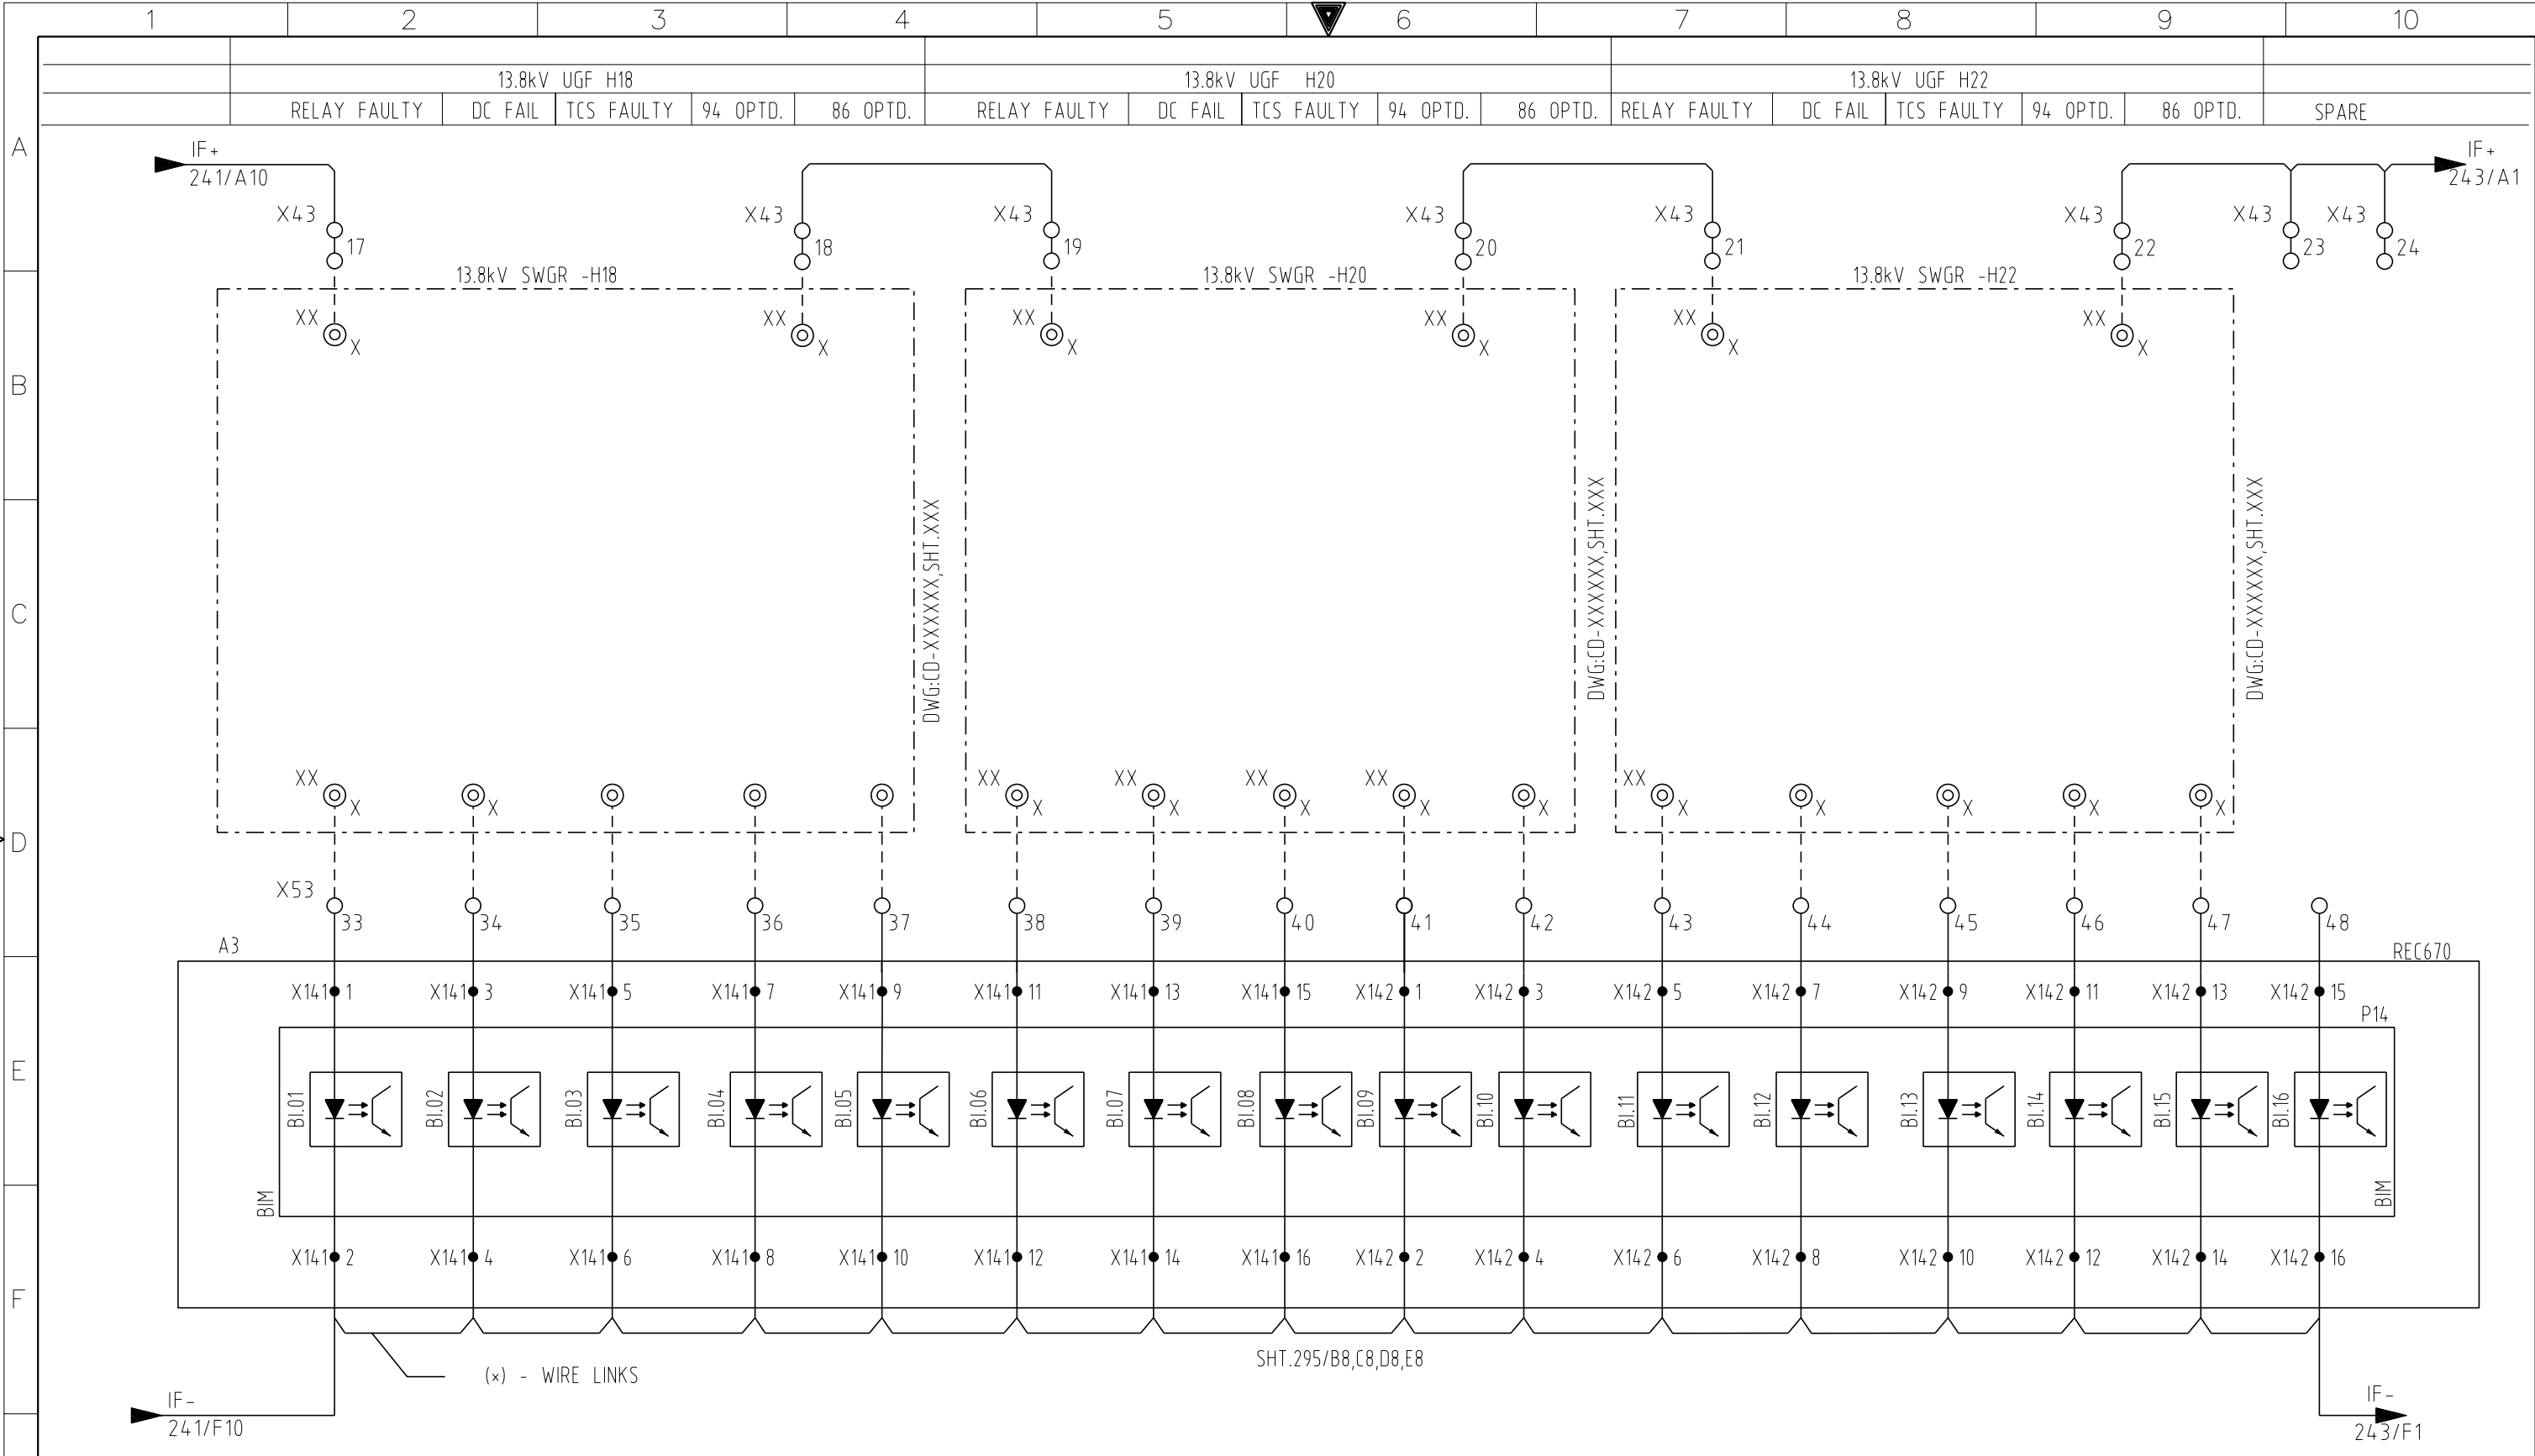 1 2 3 4 5 6 7 8 9 10
13.8kV UGF H18 13.8kV UGF H20 13.8kV UGF H22
RELAY FAULTY DC FAIL TCS FAULTY 94 OPTD. 86 OPTD. RELAY FAULTY DC FAIL TCS FAULTY 94 OPTD. 86 OPTD. RELAY FAULTY DC FAIL TCS FAULTY 94 OPTD. 86 OPTD. SPARE
A
IF+ IF+
241/A10 243/A1
X43 X43 X43 X43 X43 X43 X43 X43
17 18 19 20 21 22 23 24
13.8kV SWGR -H18 13.8kV SWGR -H20 13.8kV SWGR -H22
XX XX XX XX XX XX
X X X X X X
B
C
DWG:CD-XXXXXX,SHT.XXX
DWG:CD-XXXXXX,SHT.XXX
DWG:CD-XXXXXX,SHT.XXX
XX XX XX XX XX XX
X X X X X X X X X X X X
D
X53
33 34 35 36 37 38 39 40 41 42 43 44 45 46 47 48
A3 REC670
X141 1 X141 3 X141 5 X141 7 X141 9 X141 11 X141 13 X141 15 X142 1 X142 3 X142 5 X142 7 X142 9 X142 11 X142 13 X142 15
P14
E
BI.01 BI.02 BI.03 BI.04 BI.05 BI.06 BI.07 BI.08 BI.09 BI.10 BI.11 BI.12 BI.13 BI.14 BI.15 BI.16
BIM BIM
X141 2 X141 4 X141 6 X141 8 X141 10 X141 12 X141 14 X141 16 X142 2 X142 4 X142 6 X142 8 X142 10 X142 12 X142 14 X142 16
F
SHT.295/B8,C8,D8,E8
(x) - WIRE LINKS
IF- IF-
241/F10 243/F1